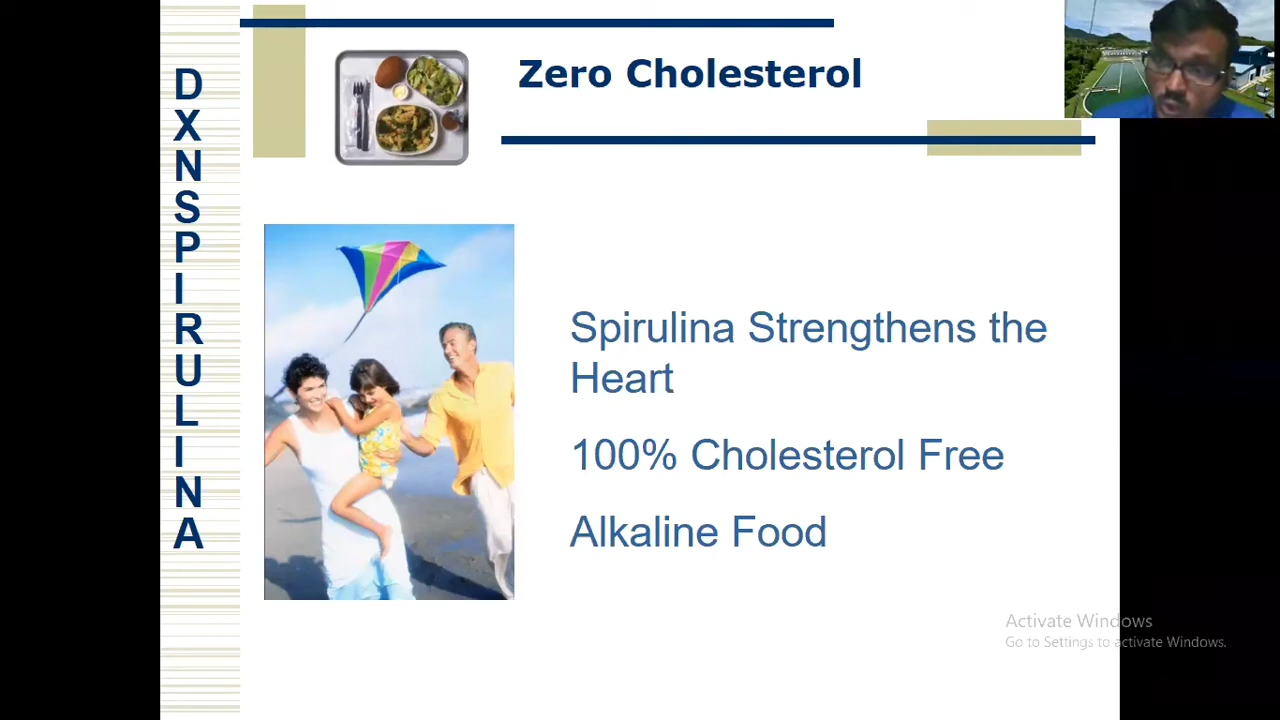 DXNSPIRULINA
Zero Cholesterol
Spirulina Strengthens the
Heart
100% Cholesterol Free
Alkaline Food
Activate Windows
Go to Settings to activate Windows.